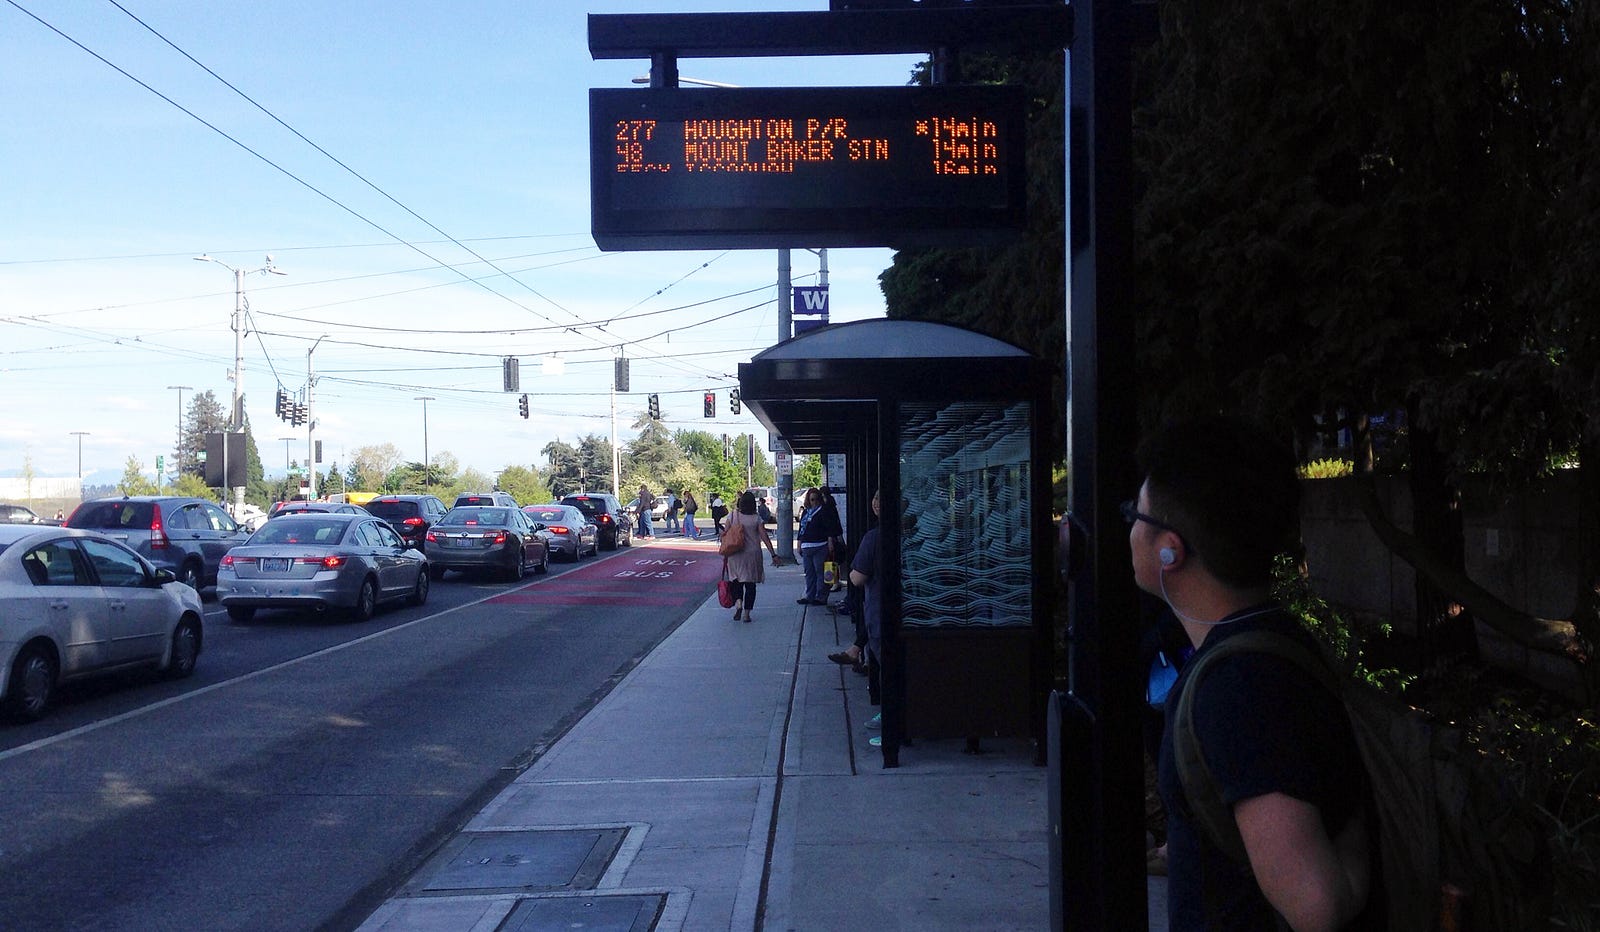 277 HOUGHTON P/R *14min
48 MOUNT BAKER STN 14min
W
ONLY
BUS